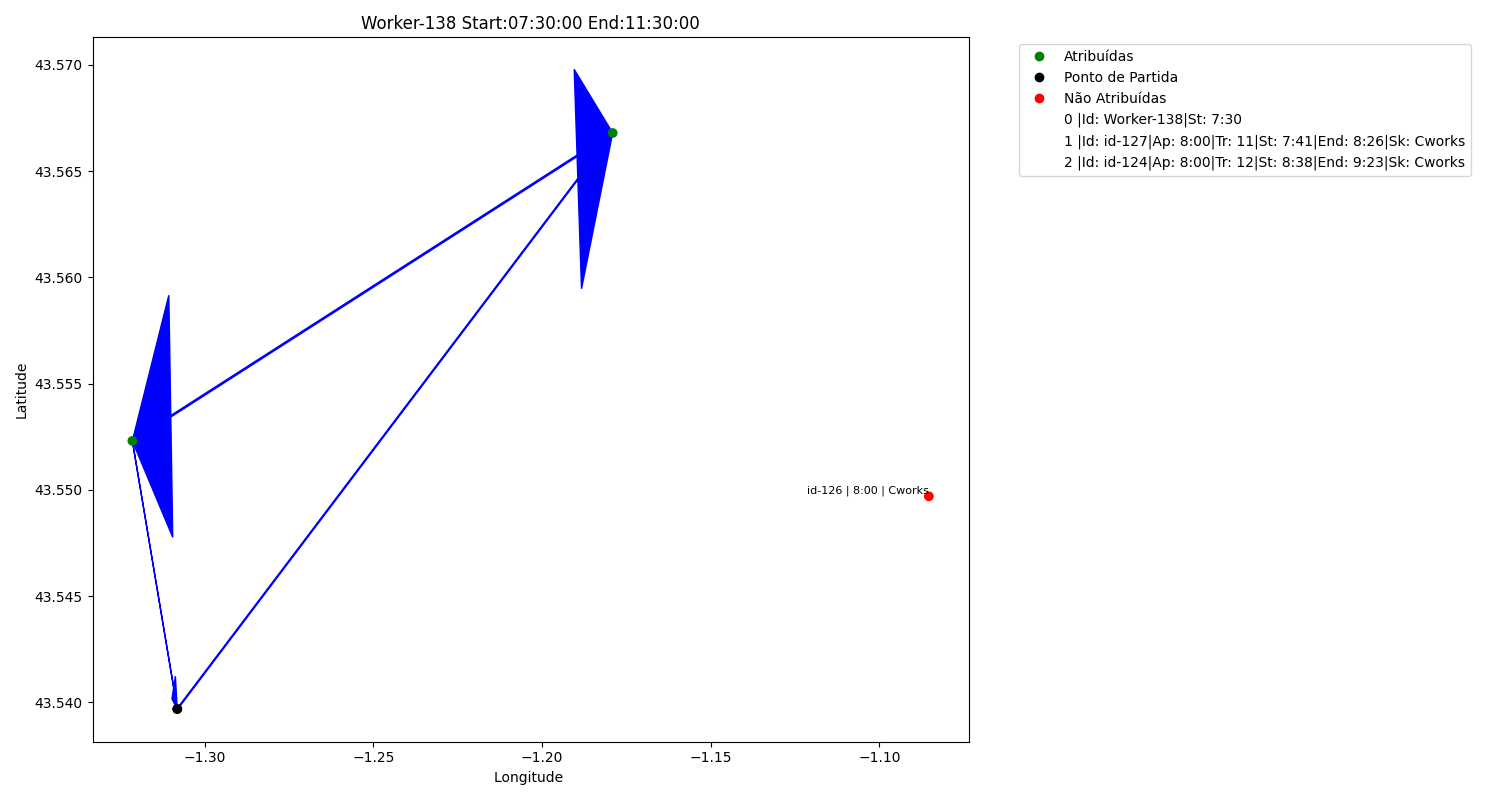 Worker-138 Start:07:30:00 End:11:30:00
43.570
43.565
43.560
43.555
43.550
43.545
43.540
Latitude
id-126 | 8:00 | Cworks
−1.30
−1.25
−1.20
−1.15
−1.10
Longitude
Atribuídas
Ponto de Partida
Não Atribuídas
0 |Id: Worker-138|St: 7:30
1 |Id: id-127|Ap: 8:00|Tr: 11|St: 7:41|End: 8:26|Sk: Cworks
2 |Id: id-124|Ap: 8:00|Tr: 12|St: 8:38|End: 9:23|Sk: Cworks